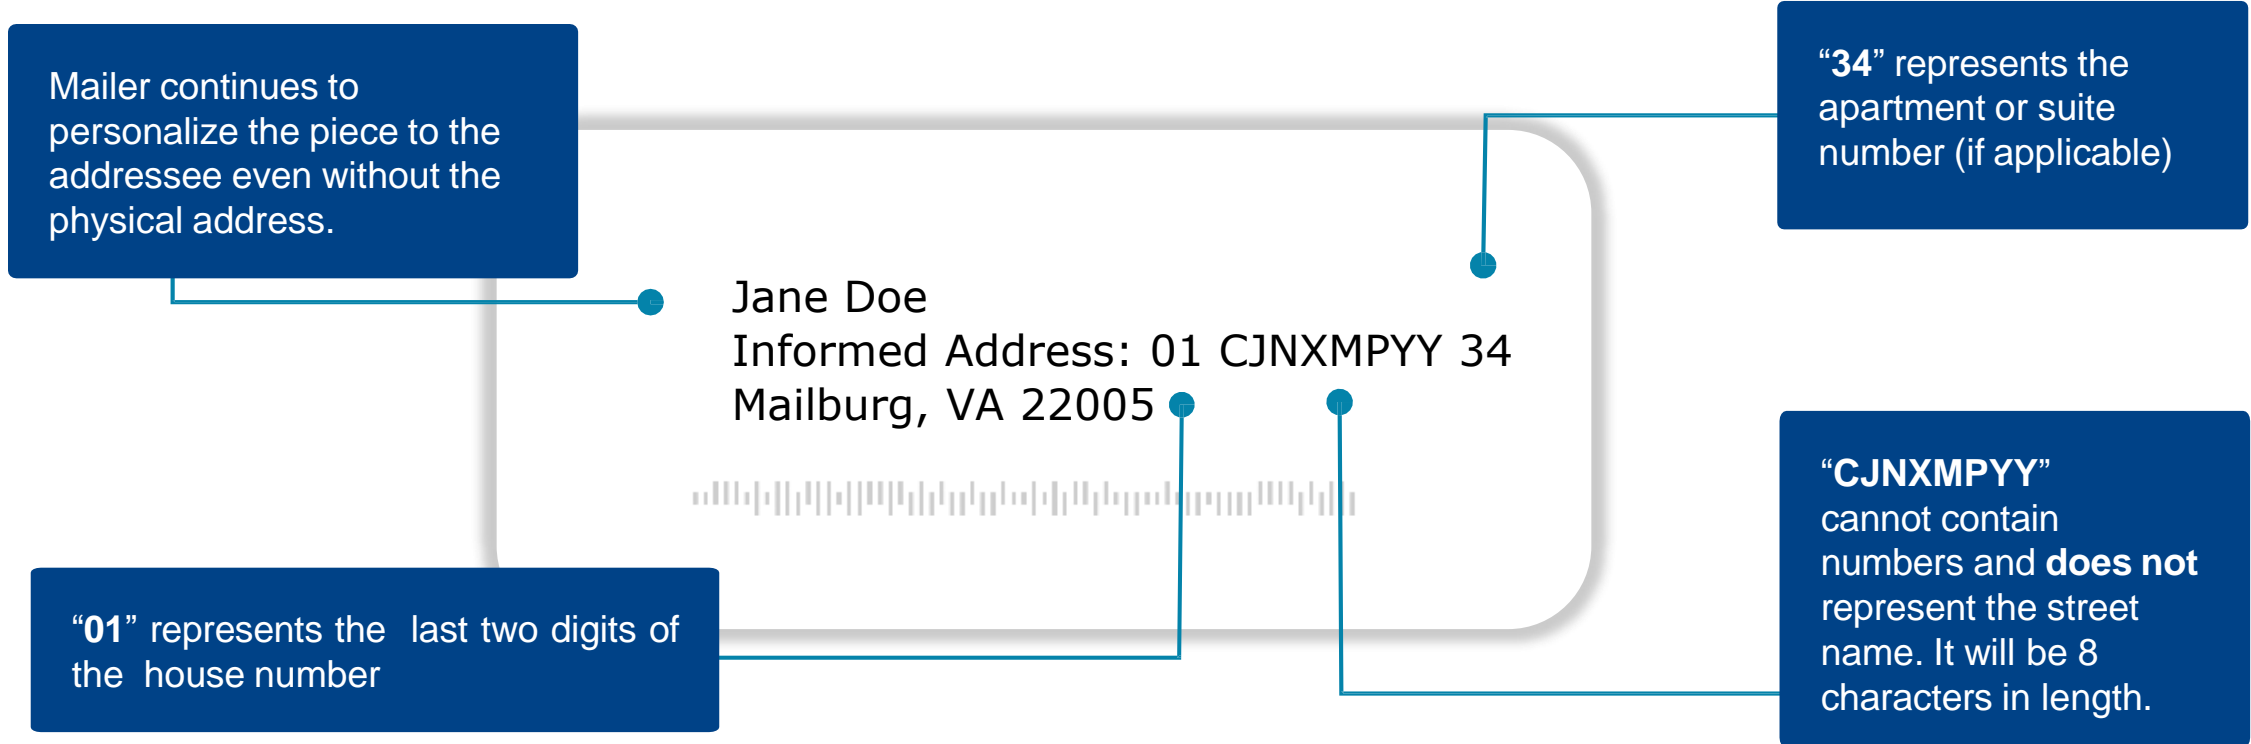 Mailer continues to
personalize the piece to the
addressee even without the
physical address.
“34” represents the
apartment or suite
number (if applicable)
Jane Doe
Informed Address: 01 CJNXMPYY 34
Mailburg, VA 22005
“01” represents the last two digits of
the house number
“CJNXMPYY”
cannot contain
numbers and does not
represent the street
name. It will be 8
characters in length.